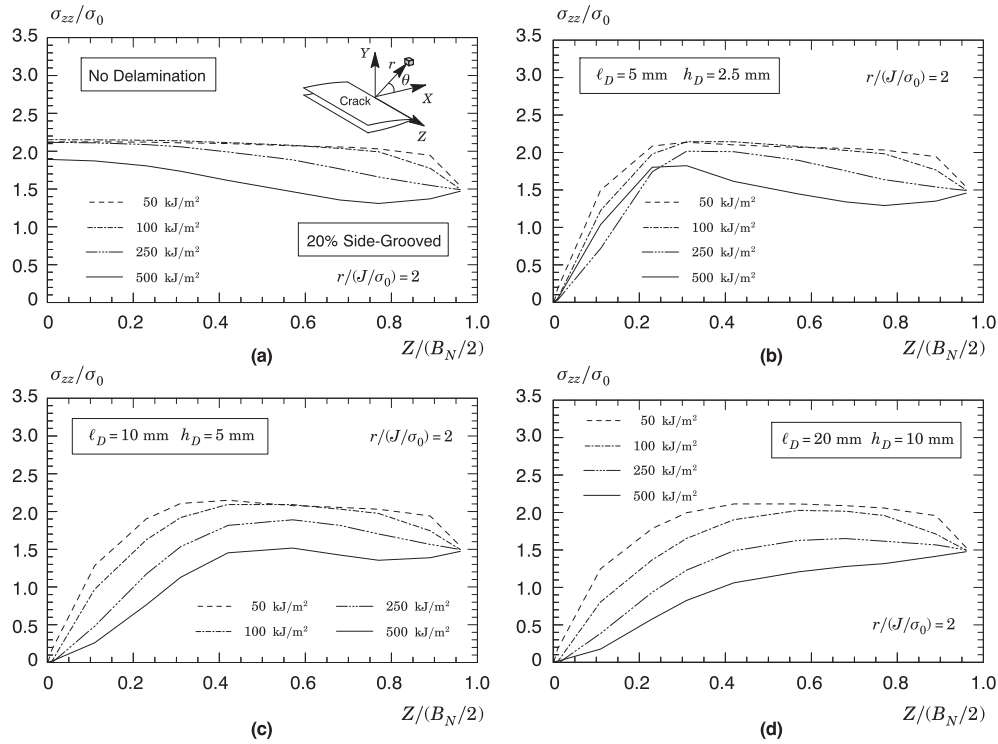 σzz/σ0
3.5
3.0
2.5
2.0
1.5
1.0
0.5
0
No Delamination
Y
r
θ
X
Crack
Z
50 kJ/m²
100 kJ/m²
250 kJ/m²
500 kJ/m²
20% Side-Grooved
r/(J/σ0)=2
0 0.2 0.4 0.6 0.8 1.0
Z/(BN/2)
(a)
σzz/σ0
3.5
3.0
2.5
2.0
1.5
1.0
0.5
0
ℓD=5 mm hD=2.5 mm
r/(J/σ0)=2
50 kJ/m²
100 kJ/m²
250 kJ/m²
500 kJ/m²
0 0.2 0.4 0.6 0.8 1.0
Z/(BN/2)
(b)
σzz/σ0
3.5
3.0
2.5
2.0
1.5
1.0
0.5
0
ℓD=10 mm hD=5 mm
r/(J/σ0)=2
50 kJ/m² 250 kJ/m²
100 kJ/m² 500 kJ/m²
0 0.2 0.4 0.6 0.8 1.0
Z/(BN/2)
(c)
σzz/σ0
3.5
3.0
2.5
2.0
1.5
1.0
0.5
0
50 kJ/m²
100 kJ/m²
250 kJ/m²
500 kJ/m²
ℓD=20 mm hD=10 mm
r/(J/σ0)=2
0 0.2 0.4 0.6 0.8 1.0
Z/(BN/2)
(d)